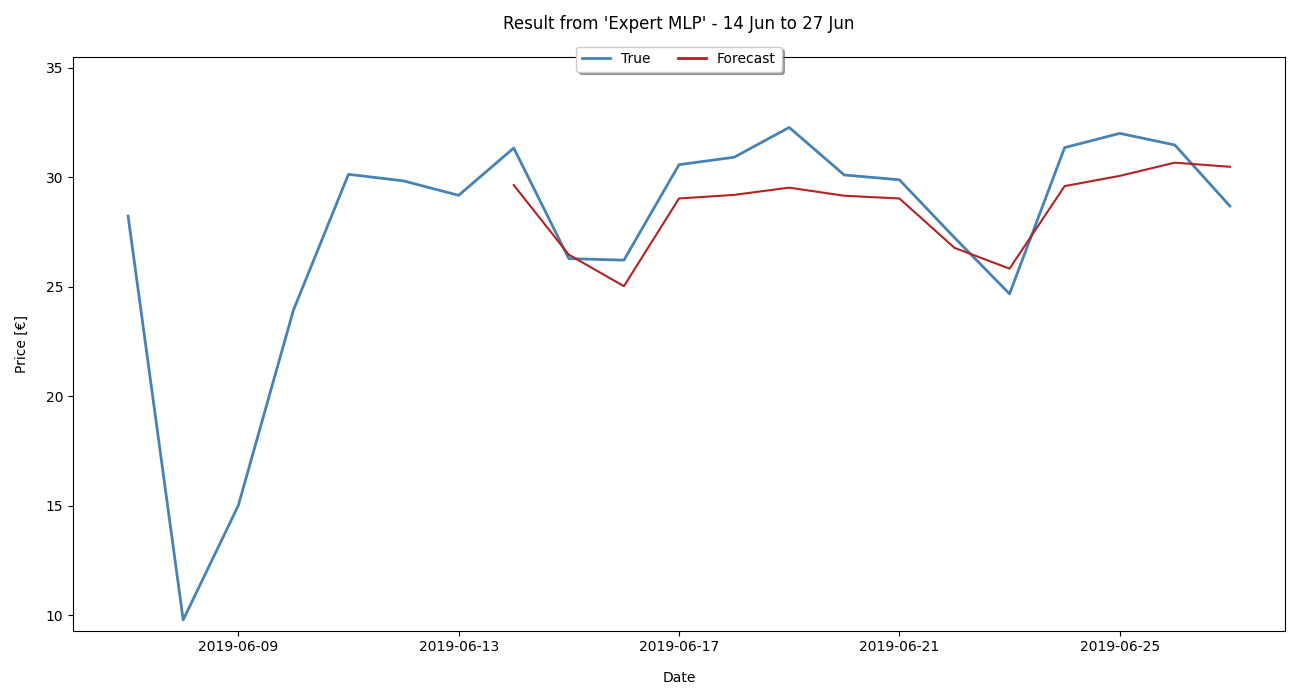 Result from 'Expert MLP' - 14 Jun to 27 Jun
True Forecast
35
30
25
20
15
10
Price [€]
2019-06-09 2019-06-13 2019-06-17 2019-06-21 2019-06-25
Date